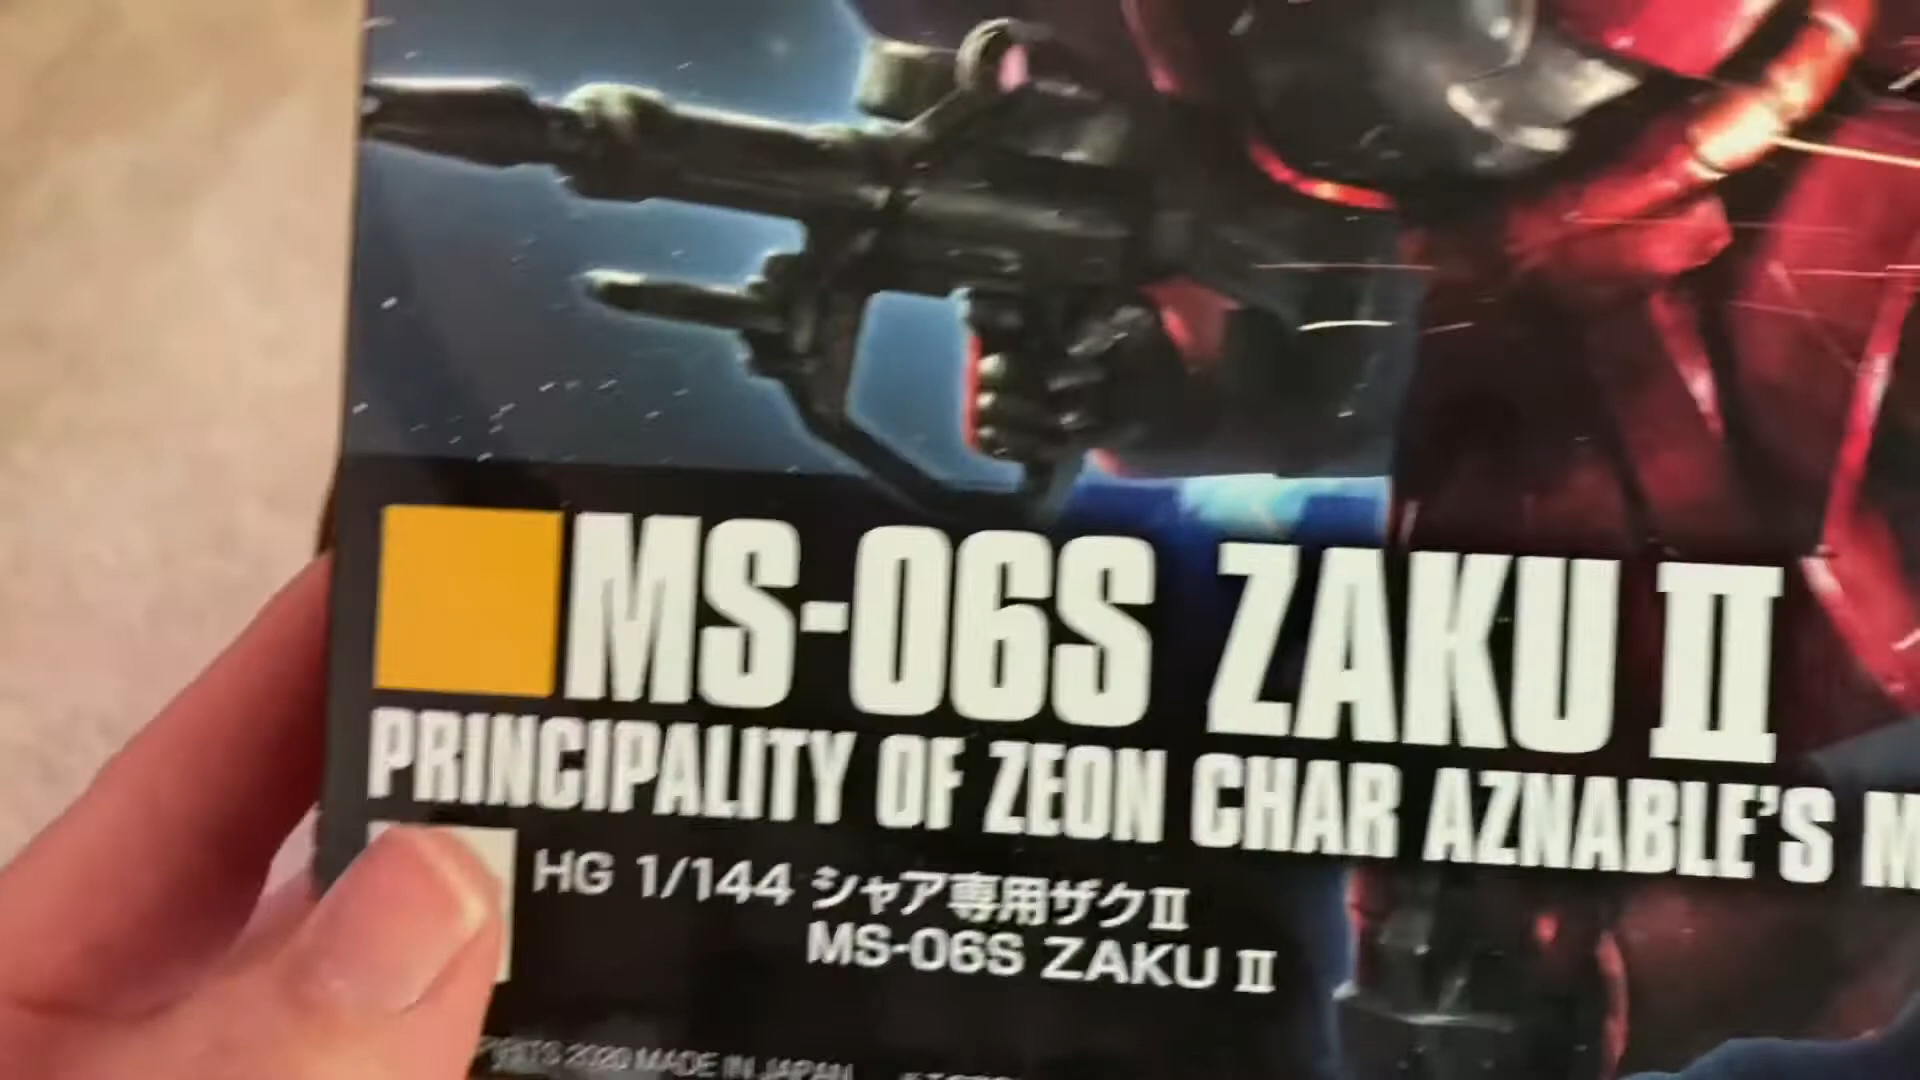 MS-06S ZAKU II
PRINCIPALITY OF ZEON CHAR AZNABLE'S M
HG 1/144 シャア専用ザクII
MS-06S ZAKU II
2020 MADE IN JAPAN